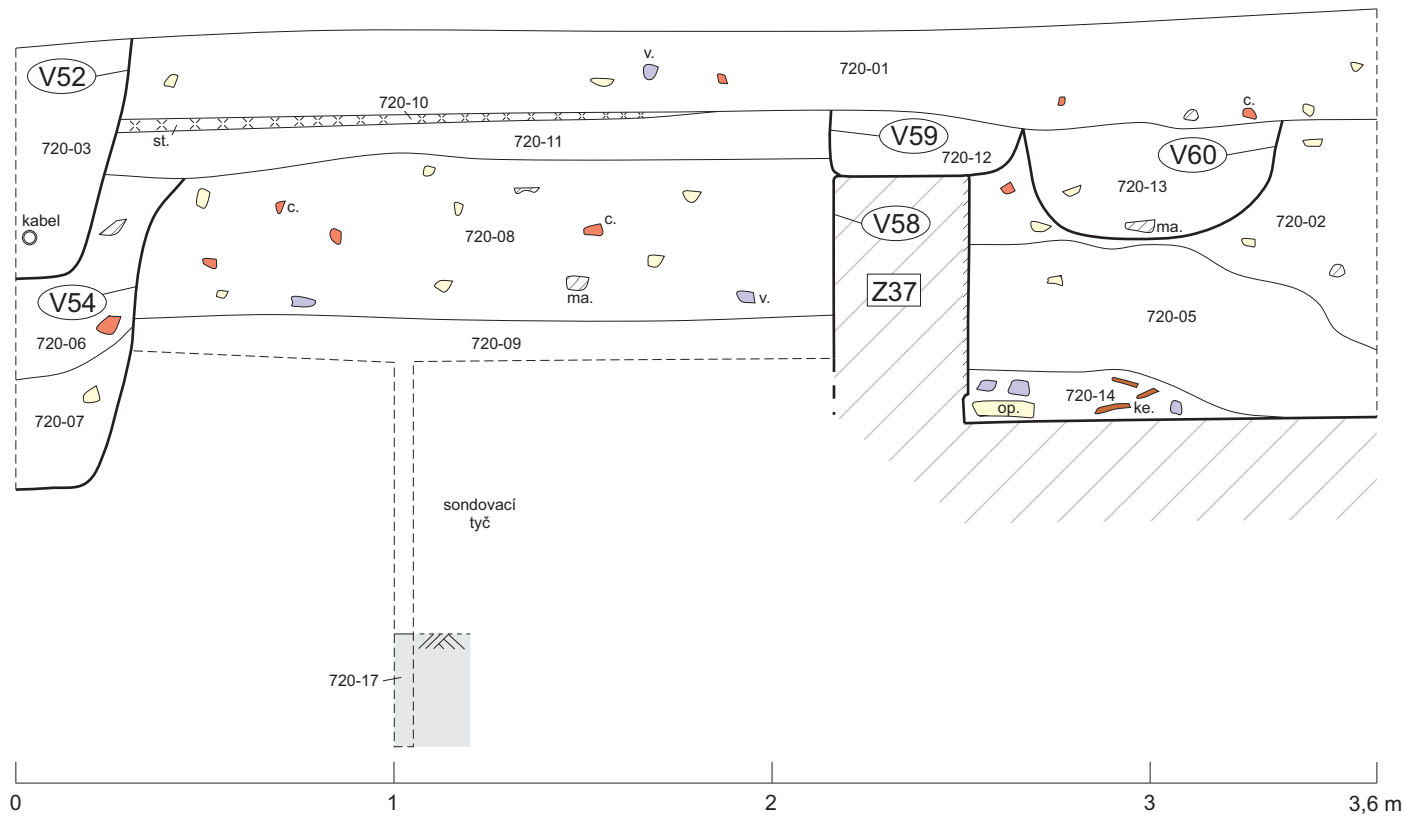 v.
V52
720-01
720-10
c.
st.
720-11
V59
720-03
720-12
V60
720-13
c.
kabel
c.
720-08
V58
ma.
720-02
V54
Z37
ma.
v.
720-05
720-06
720-09
720-14
op.
ke.
720-07
sondovací
tyč
720-17
0
1
2
3
3,6 m